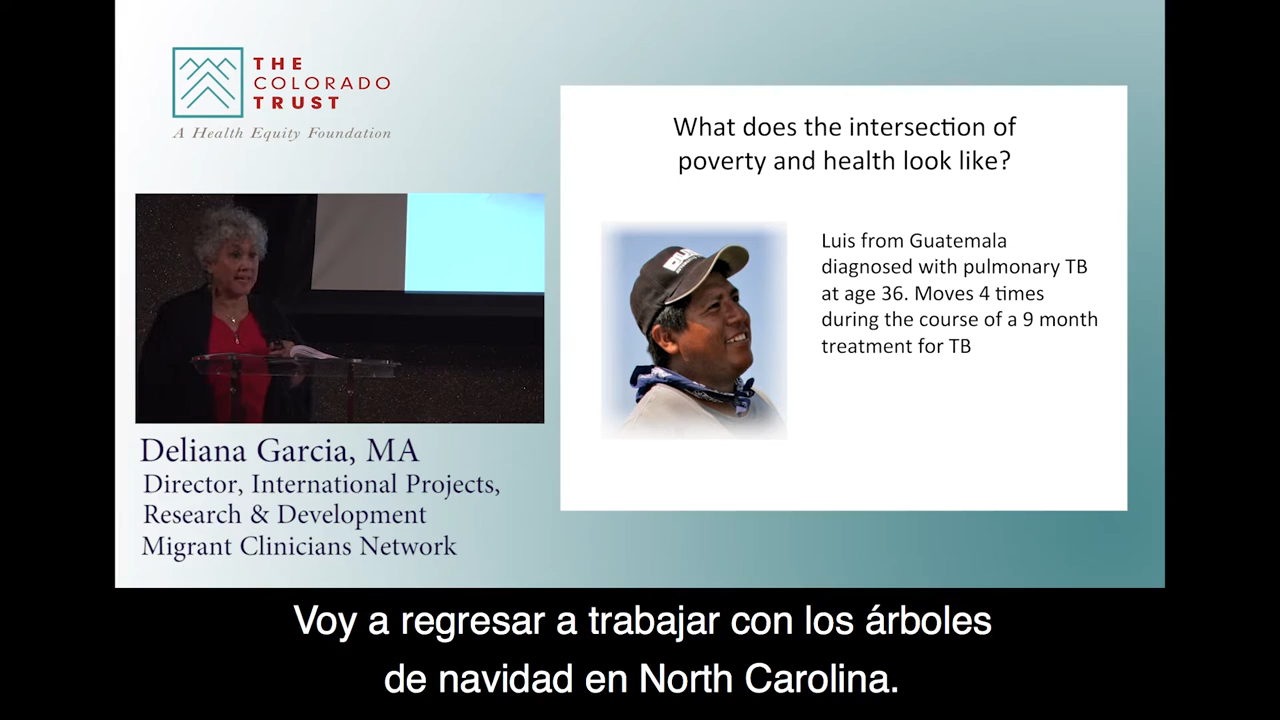 THE
COLORADO
TRUST
A Health Equity Foundation
What does the intersection of
poverty and health look like?
Luis from Guatemala
diagnosed with pulmonary TB
at age 36. Moves 4 times
during the course of a 9 month
treatment for TB
Deliana Garcia, MA
Director, International Projects,
Research & Development
Migrant Clinicians Network
Voy a regresar a trabajar con los árboles
de navidad en North Carolina.